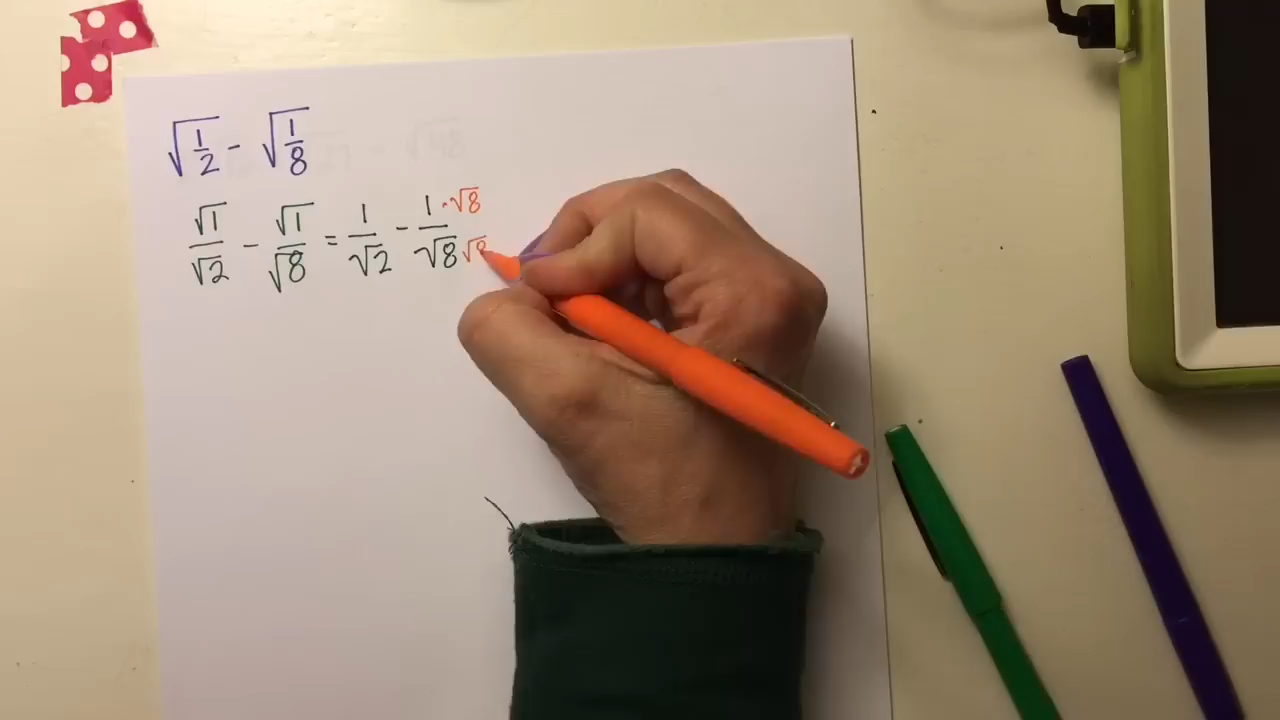 √(1/2) - √(1/8)
√1/√2 - √1/√8 = 1/√2 - 1·√8/√8√8